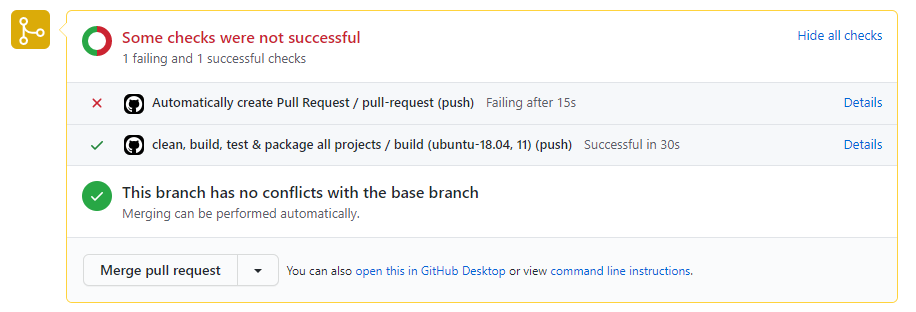 Some checks were not successful
Hide all checks
1 failing and 1 successful checks
Automatically create Pull Request / pull-request (push) Failing after 15s Details
clean, build, test & package all projects / build (ubuntu-18.04, 11) (push) Successful in 30s Details
This branch has no conflicts with the base branch
Merging can be performed automatically.
Merge pull request You can also open this in GitHub Desktop or view command line instructions.